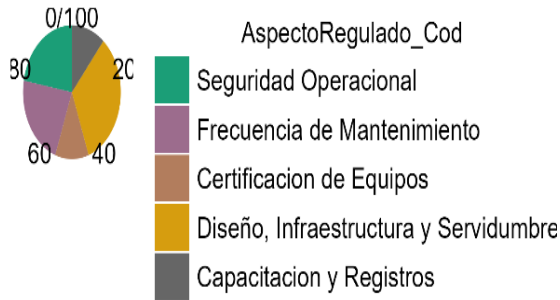 0/100
80
20
60
40
AspectoRegulado_Cod
Seguridad Operacional
Frecuencia de Mantenimiento
Certificacion de Equipos
Diseño, Infraestructura y Servidumbre
Capacitacion y Registros